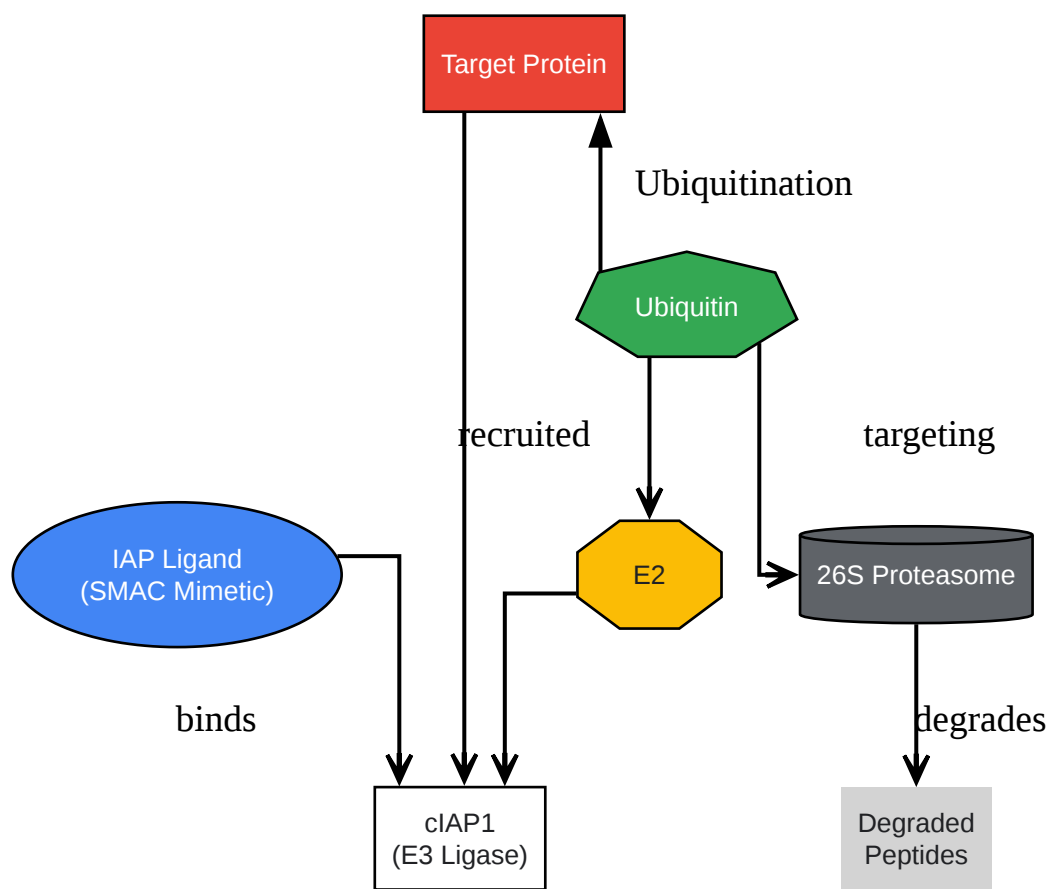 Target Protein
Ubiquitination
Ubiquitin
recruited
targeting
IAP Ligand
(SMAC Mimetic)
E2
26S Proteasome
binds
degrades
cIAP1
(E3 Ligase)
Degraded
Peptides